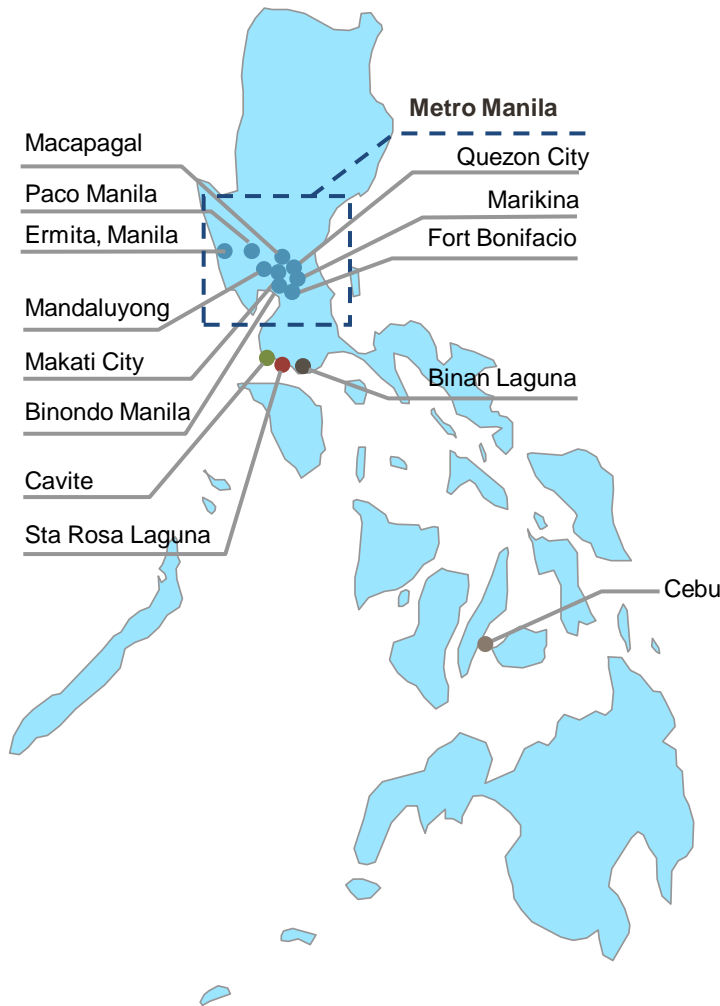 Metro Manila
Macapagal
Quezon City
Paco Manila
Marikina
Ermita, Manila
Fort Bonifacio
Mandaluyong
Makati City
Binan Laguna
Binondo Manila
Cavite
Sta Rosa Laguna
Cebu